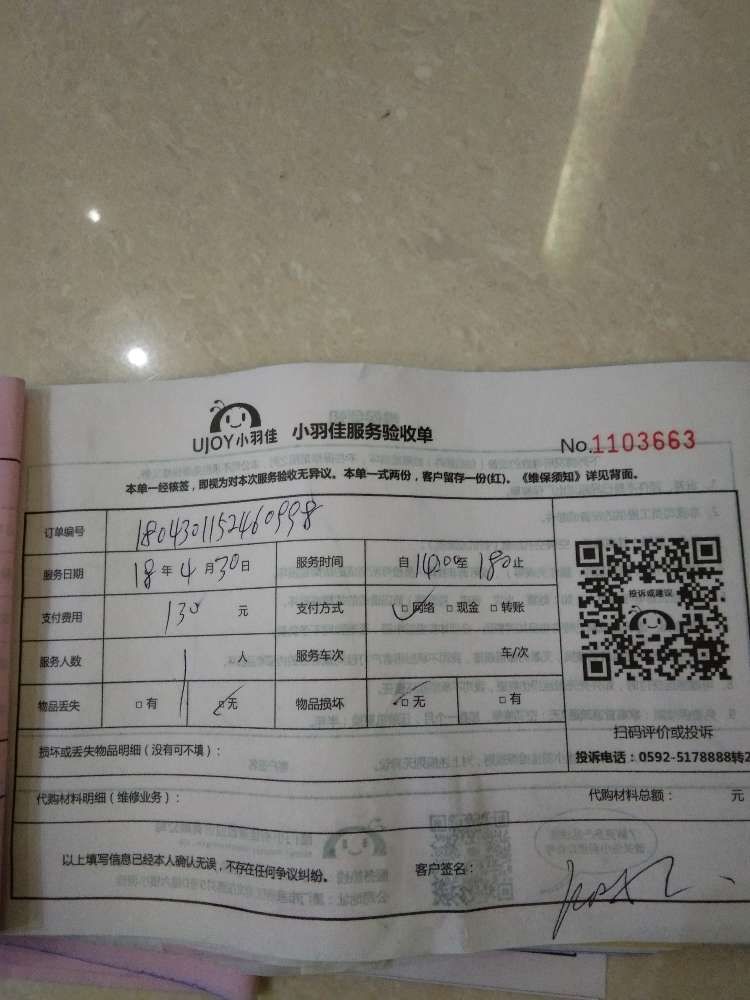 UJOY小羽佳 小羽佳服务验收单 No.1103663
本单一经核签，即视为对本次服务验收无异议。本单一式两份，客户留存一份(红)。《维保须知》详见背面。
订单编号 1804301152460998
服务日期 18年4月30日 服务时间 自1400至180止
支付费用 130元 支付方式 □网络 □现金 □转账
服务人数 1人 服务车次 车/次
物品丢失 □有 □无 物品损坏 □无 □有
投诉或建议
扫码评价或投诉
损坏或丢失物品明细（没有可不填）：
投诉电话：0592-5178888转2
代购材料明细（维修业务）： 代购材料总额： 元
以上填写信息已经本人确认无误，不存在任何争议纠纷。 客户签名：